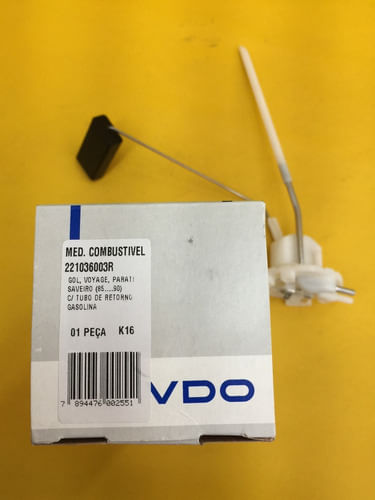 MED. COMBUSTIVEL
221036003R
GOL, VOYAGE, PARATI
SAVEIRO (85....90)
C/ TUBO DE RETORNO
GASOLINA
01 PEÇA K16
7 894476 002551
VDO